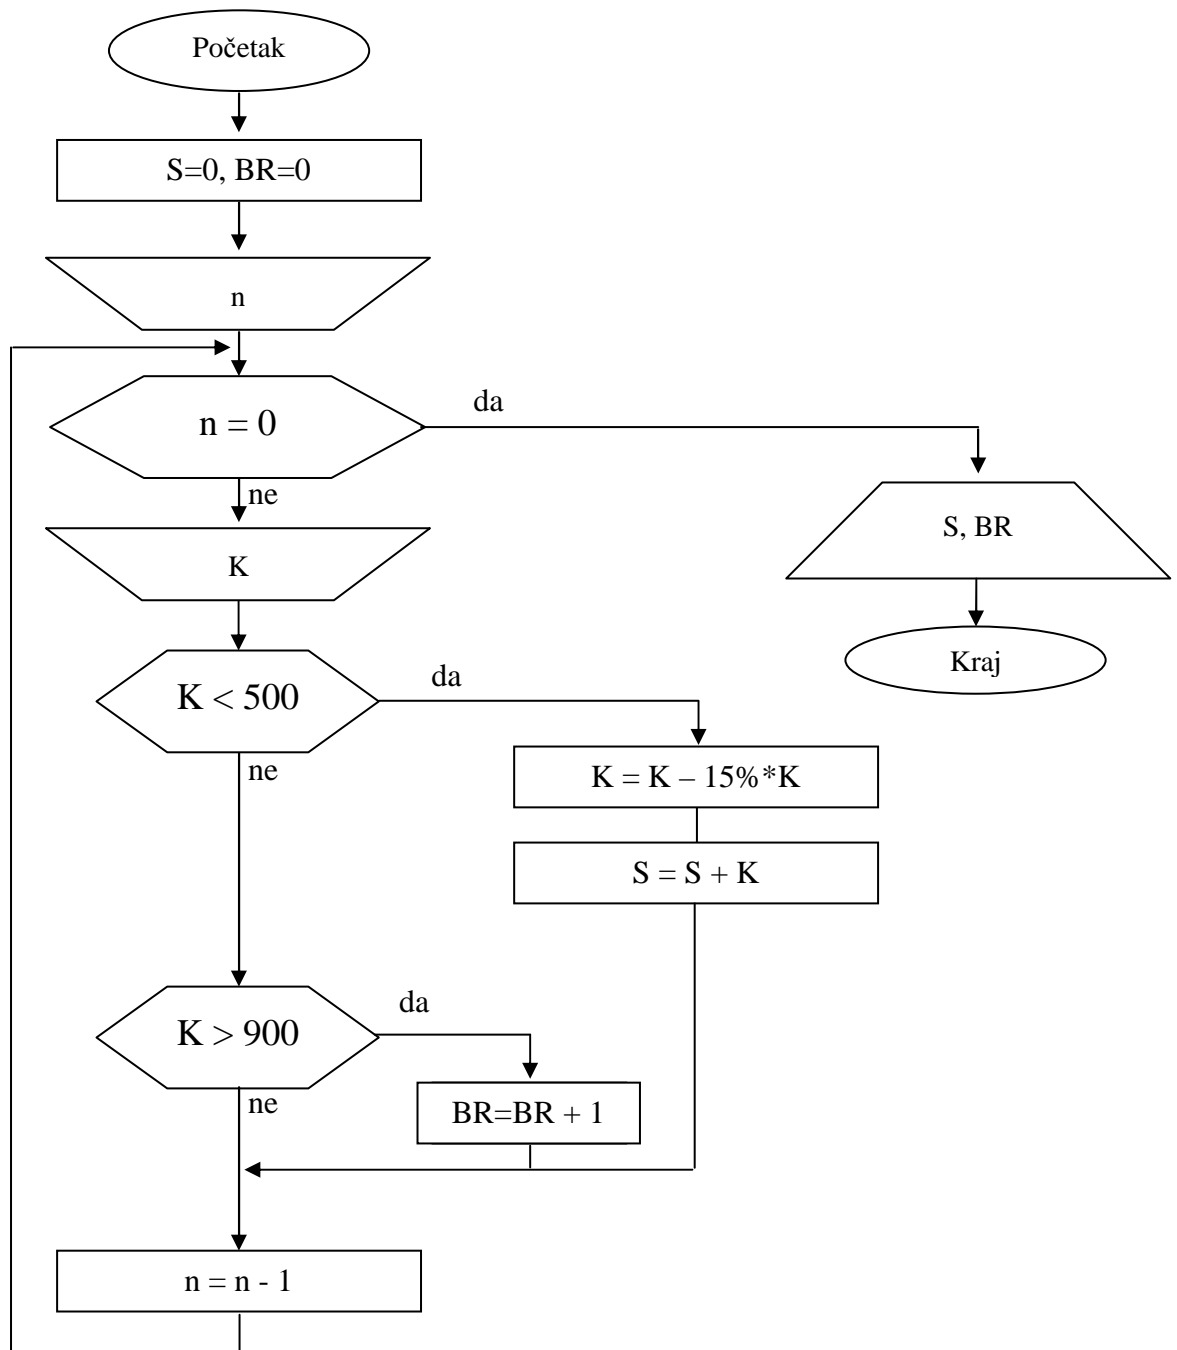 Početak
S=0, BR=0
n
n = 0
da
ne
S, BR
K
Kraj
K < 500
da
ne
K = K – 15%*K
S = S + K
K > 900
da
ne
BR=BR + 1
n = n - 1